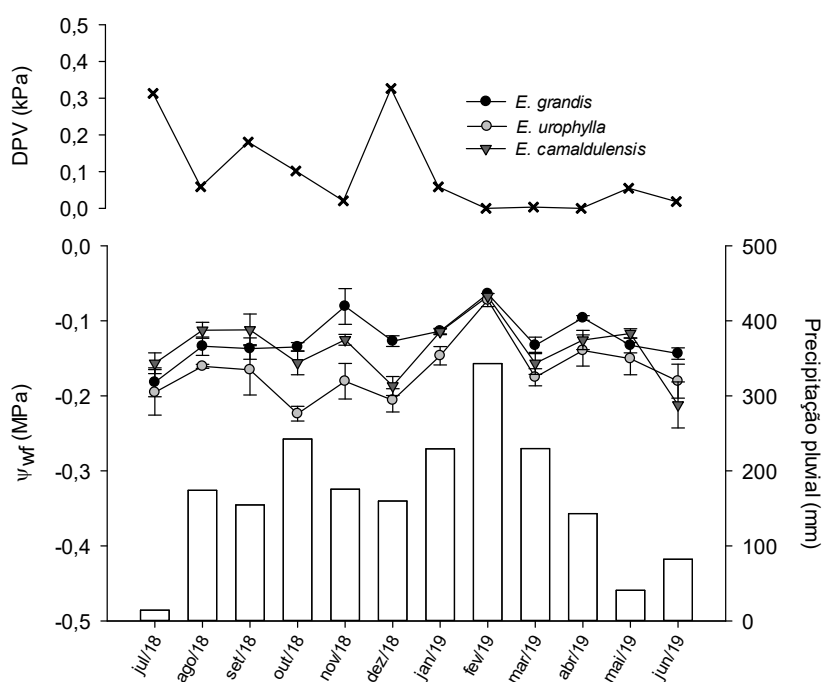 0,5
0,4
0,3
0,2
0,1
0,0
DPV (kPa)
E. grandis
E. urophylla
E. camaldulensis
0,0
-0,1
-0,2
-0,3
-0,4
-0,5
Ψwf (MPa)
500
400
300
200
100
0
Precipitação pluvial (mm)
jul/18
ago/18
set/18
out/18
nov/18
dez/18
jan/19
fev/19
mar/19
abr/19
mai/19
jun/19